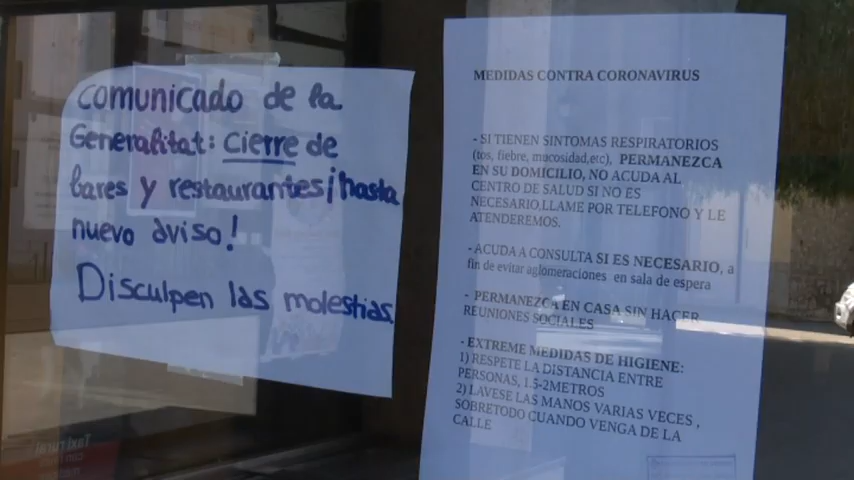 comunicado de la
Generalitat: Cierre de
bares y restaurantes ¡hasta
nuevo aviso!
Disculpen las molestias.
MEDIDAS CONTRA CORONAVIRUS
- SI TIENEN SINTOMAS RESPIRATORIOS
(tos, fiebre, mucosidad,etc), PERMANEZCA
EN SU DOMICILIO, NO ACUDA AL
CENTRO DE SALUD SI NO ES
NECESARIO.LLAME POR TELEFONO Y LE
ATENDEREMOS.
- ACUDA A CONSULTA SI ES NECESARIO, a
fin de evitar aglomeraciones en sala de espera
- PERMANEZCA EN CASA SIN HACER
REUNIONES SOCIALES
- EXTREME MEDIDAS DE HIGIENE:
1) RESPETE LA DISTANCIA ENTRE
PERSONAS, 1.5-2METROS
2) LAVESE LAS MANOS VARIAS VECES ,
SOBRETODO CUANDO VENGA DE LA
CALLE
Taxi rural